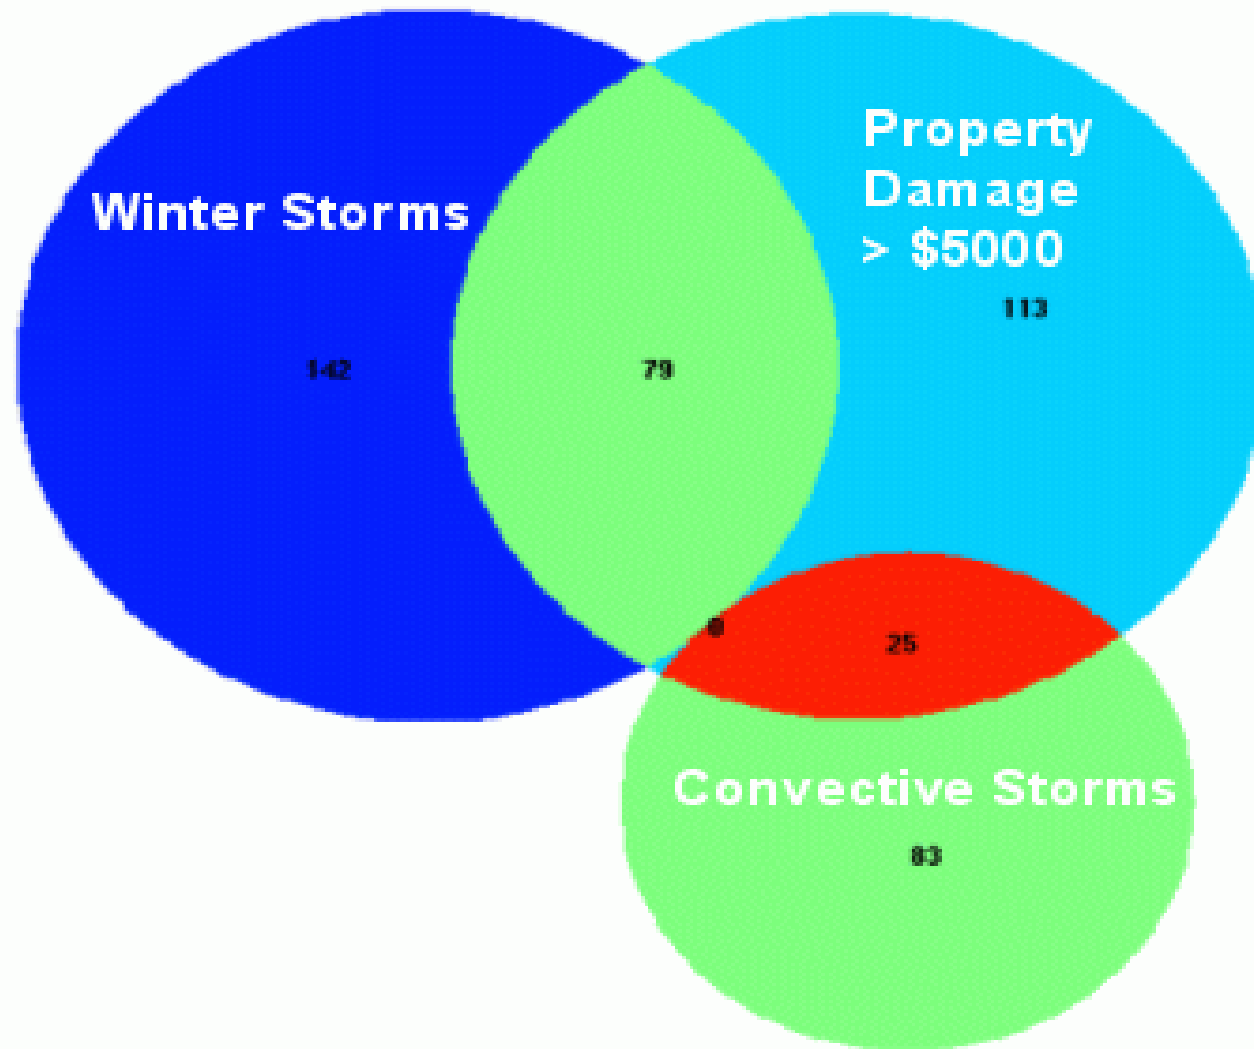 Property
Damage
> $5000
113
Winter Storms
142
79
0
25
Convective Storms
83